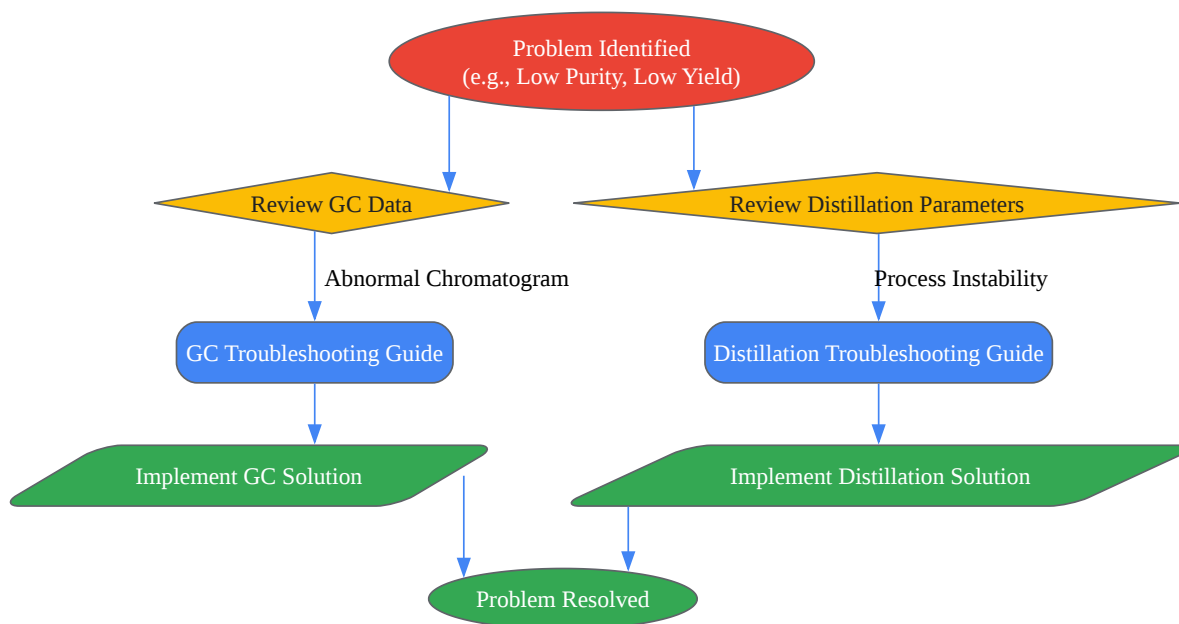 Problem Identified
(e.g., Low Purity, Low Yield)
Review GC Data
Review Distillation Parameters
Abnormal Chromatogram
Process Instability
GC Troubleshooting Guide
Distillation Troubleshooting Guide
Implement GC Solution
Implement Distillation Solution
Problem Resolved